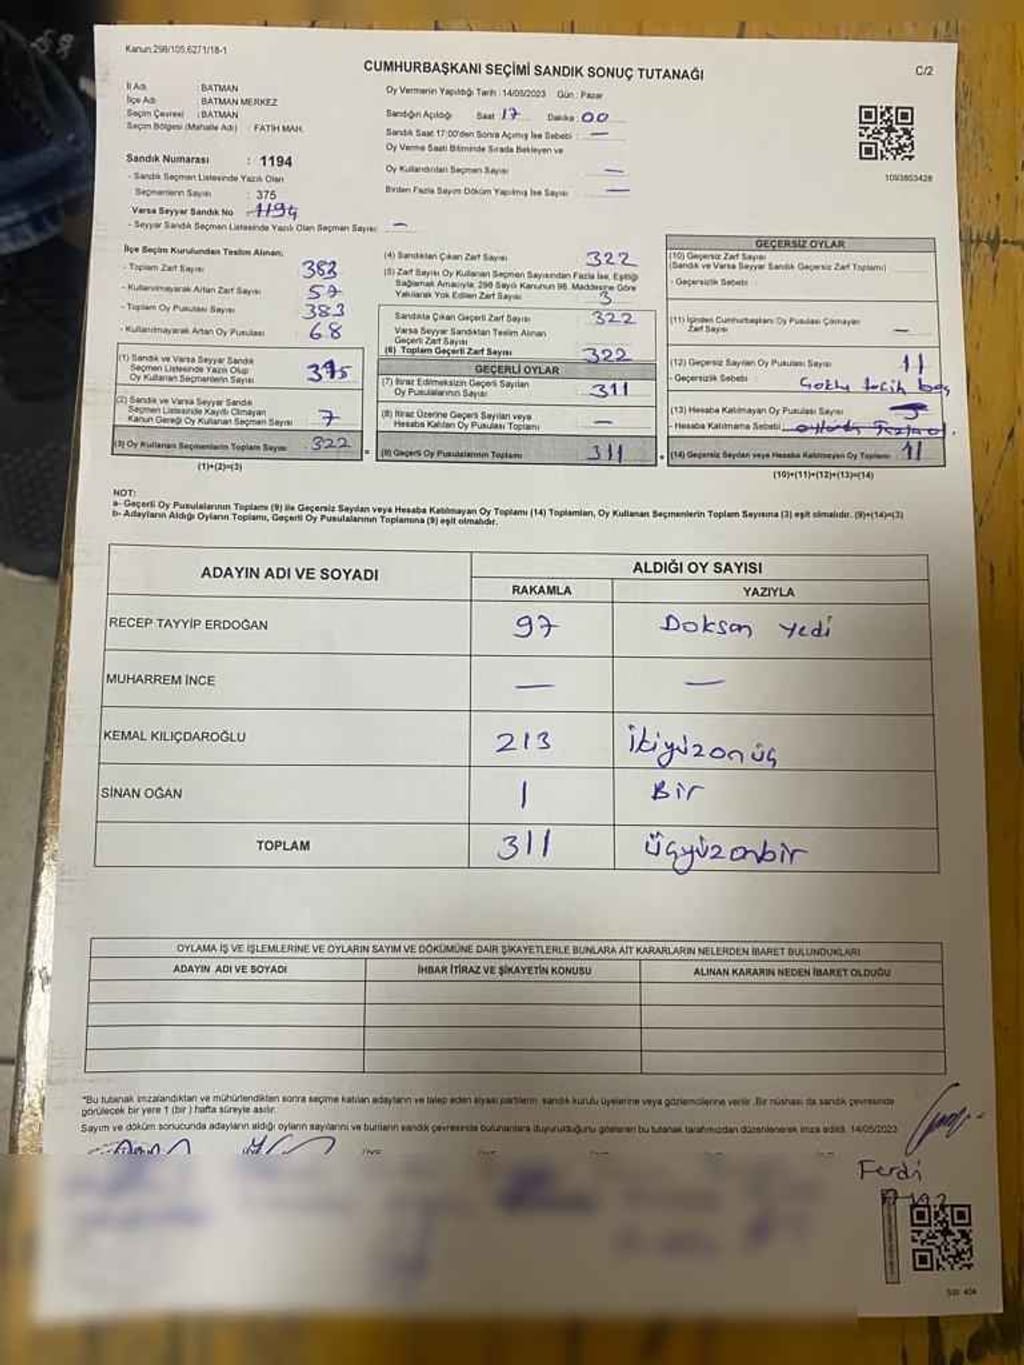 Kanun:298/105,6271/18-1
CUMHURBAŞKANI SEÇİMİ SANDIK SONUÇ TUTANAĞI
C/2
İl Adı : BATMAN
İlçe Adı : BATMAN MERKEZ
Seçim Çevresi : BATMAN
Seçim Bölgesi (Mahalle Adı) : FATİH MAH.
Sandık Numarası : 1194
- Sandık Seçmen Listesinde Yazılı Olan
Seçmenlerin Sayısı : 375
Varsa Seyyar Sandık No 1194
- Seyyar Sandık Seçmen Listesinde Yazılı Olan Seçmen Sayısı: —
Oy Vermenin Yapıldığı Tarih : 14/05/2023 Gün : Pazar
Sandığın Açıldığı Saat 17 Dakika : 00
Sandık Saat 17:00'den Sonra Açılmış İse Sebebi : —
Oy Verme Saati Bitiminde Sırada Bekleyen ve
Oy Kullandırılan Seçmen Sayısı —
Birden Fazla Sayım Döküm Yapılmış İse Sayısı —
1093853428
İlçe Seçim Kurulundan Teslim Alınan;
- Toplam Zarf Sayısı 383
- Kullanılmayarak Artan Zarf Sayısı 57
- Toplam Oy Pusulası Sayısı 383
- Kullanılmayarak Artan Oy Pusulası 68
(1) Sandık ve Varsa Seyyar Sandık
Seçmen Listesinde Yazılı Olup
Oy Kullanan Seçmenlerin Sayısı
(2) Sandık ve Varsa Seyyar Sandık
Seçmen Listesinde Kayıtlı Olmayan
Kanun Gereği Oy Kullanan Seçmen Sayısı 7
(3) Oy Kullanan Seçmenlerin Toplam Sayısı 322
(1)+(2)=(3)
(4) Sandıktan Çıkan Zarf Sayısı 322
(5) Zarf Sayısı Oy Kullanan Seçmen Sayısından Fazla İse, Eşitliği
Sağlamak Amacıyla, 298 Sayılı Kanunun 98. Maddesine Göre
Yakılarak Yok Edilen Zarf Sayısı 3
Sandıkta Çıkan Geçerli Zarf Sayısı 322
Varsa Seyyar Sandıktan Teslim Alınan
Geçerli Zarf Sayısı
(6) Toplam Geçerli Zarf Sayısı 322
GEÇERLİ OYLAR
(7) İtiraz Edilmeksizin Geçerli Sayılan
Oy Pusulalarının Sayısı 311
(8) İtiraz Üzerine Geçerli Sayılan veya
Hesaba Katılan Oy Pusulası Toplamı —
(9) Geçerli Oy Pusulalarının Toplamı 311
GEÇERSİZ OYLAR
(10) Geçersiz Zarf Sayısı
(Sandık ve Varsa Seyyar Sandık Geçersiz Zarf Toplamı)
- Geçersizlik Sebebi :
(11) İçinden Cumhurbaşkanı Oy Pusulası Çıkmayan
Zarf Sayısı —
(12) Geçersiz Sayılan Oy Pusulası Sayısı 11
- Geçersizlik Sebebi :
(13) Hesaba Katılmayan Oy Pusulası Sayısı
- Hesaba Katılmama Sebebi
(14) Geçersiz Sayılan veya Hesaba Katılmayan Oy Toplamı 11
(10)+(11)+(12)+(13)=(14)
NOT:
a- Geçerli Oy Pusulalarının Toplamı (9) ile Geçersiz Sayılan veya Hesaba Katılmayan Oy Toplamı (14) Toplamları, Oy Kullanan Seçmenlerin Toplam Sayısına (3) eşit olmalıdır. (9)+(14)=(3)
b- Adayların Aldığı Oyların Toplamı, Geçerli Oy Pusulalarının Toplamına (9) eşit olmalıdır.
ADAYIN ADI VE SOYADI
ALDIĞI OY SAYISI
RAKAMLA YAZIYLA
RECEP TAYYİP ERDOĞAN 97 Doksan yedi
MUHARREM İNCE — —
KEMAL KILIÇDAROĞLU 213 İkiyüzonüç
SİNAN OĞAN 1 Bir
TOPLAM 311 Üçyüzonbir
OYLAMA İŞ VE İŞLEMLERİNE VE OYLARIN SAYIM VE DÖKÜMÜNE DAİR ŞİKAYETLERLE BUNLARA AİT KARARLARIN NELERDEN İBARET BULUNDUKLARI
ADAYIN ADI VE SOYADI İHBAR İTİRAZ VE ŞİKAYETİN KONUSU ALINAN KARARIN NEDEN İBARET OLDUĞU
*Bu tutanak imzalandıktan ve mühürlendikten sonra seçime katılan adayların ve talep eden siyasi partilerin sandık kurulu üyelerine veya gözlemcilerine verilir. Bir nüshası da sandık çevresinde
görülecek bir yere 1 (bir) hafta süreyle asılır.
Sayım ve döküm sonucunda adayların aldığı oyların sayılarını ve bunların sandık çevresinde bulunanlara duyurulduğunu gösteren bu tutanak tarafımızdan düzenlenerek imza edildi. 14/05/2023
Ferdi